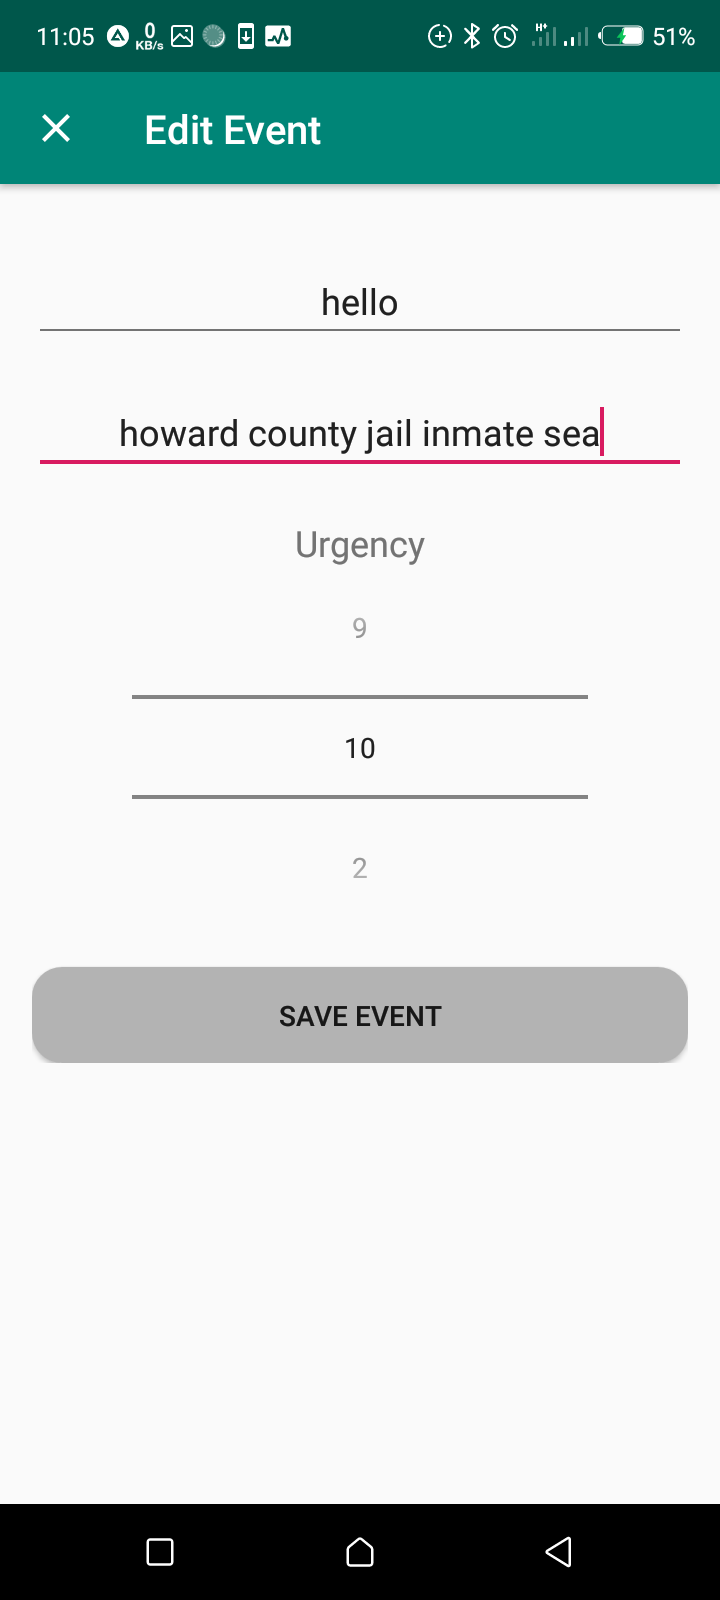 11:05 0 KB/s H+ 51%
Edit Event
hello
howard county jail inmate sea
Urgency
9
10
2
SAVE EVENT